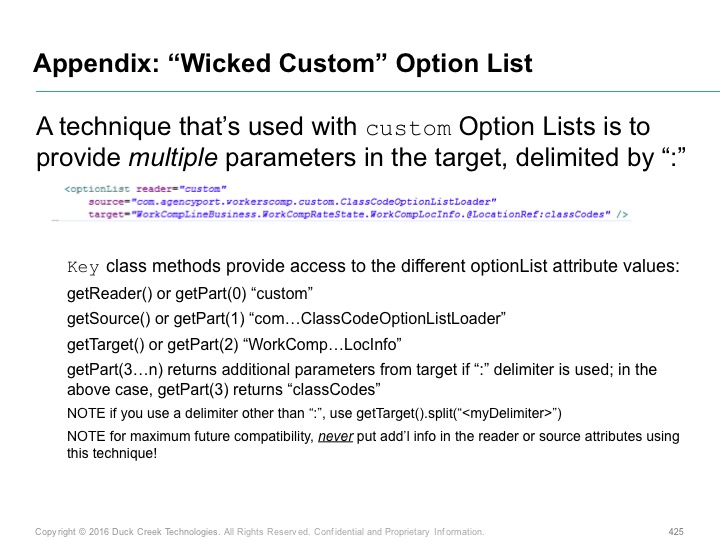 Appendix: “Wicked Custom” Option List
A technique that’s used with custom Option Lists is to
provide multiple parameters in the target, delimited by “:”
<optionList reader="custom"
source="com.agencyport.workerscomp.custom.ClassCodeOptionListLoader"
target="WorkCompLineBusiness.WorkCompRateState.WorkCompLocInfo.@LocationRef:classCodes" />
Key class methods provide access to the different optionList attribute values:
getReader() or getPart(0) “custom”
getSource() or getPart(1) “com…ClassCodeOptionListLoader”
getTarget() or getPart(2) “WorkComp…LocInfo”
getPart(3…n) returns additional parameters from target if “:” delimiter is used; in the
above case, getPart(3) returns “classCodes”
NOTE if you use a delimiter other than “:”, use getTarget().split(“<myDelimiter>”)
NOTE for maximum future compatibility, never put add’l info in the reader or source attributes using
this technique!
Copyright © 2016 Duck Creek Technologies. All Rights Reserved. Confidential and Proprietary Information.
425